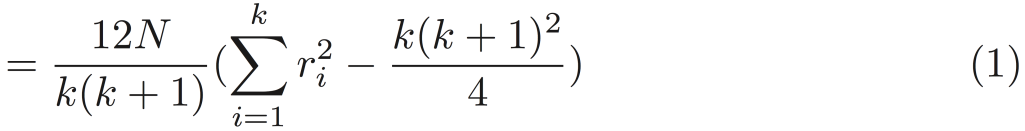 = \frac{12N}{k(k+1)} ( \sum_{i=1}^{k} r_i^2 - \frac{k(k+1)^2}{4} ) (1)